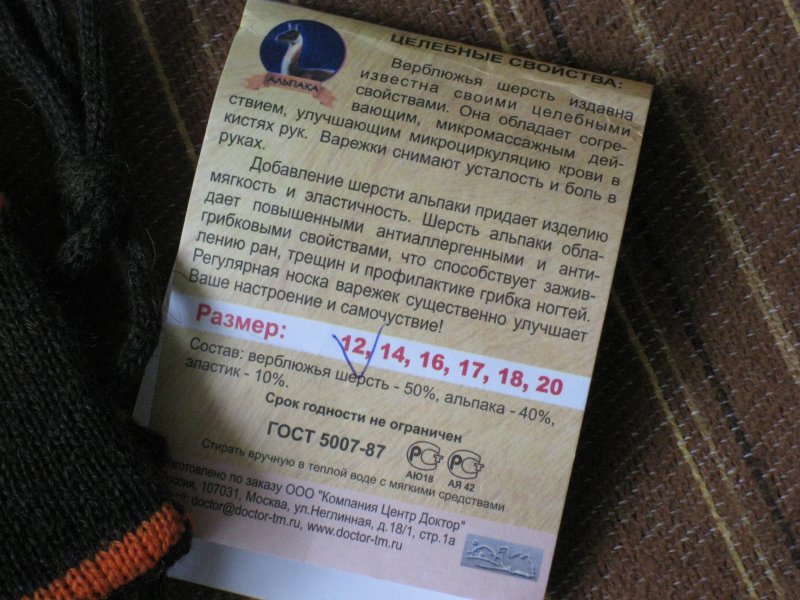 АЛЬПАКА
ЦЕЛЕБНЫЕ СВОЙСТВА:
Верблюжья шерсть издавна
известна своими целебными
свойствами. Она обладает согре-
вающим, микромассажным дей-
ствием, улучшающим микроциркуляцию крови в
кистях рук. Варежки снимают усталость и боль в
руках.
Добавление шерсти альпаки придает изделию
мягкость и эластичность. Шерсть альпаки обла-
дает повышенными антиаллергенными и анти-
грибковыми свойствами, что способствует зажив-
лению ран, трещин и профилактике грибка ногтей.
Регулярная носка варежек существенно улучшает
Ваше настроение и самочуствие!
Размер: 12, 14, 16, 17, 18, 20
Состав: верблюжья шерсть - 50%, альпака - 40%,
эластик - 10%.
Срок годности не ограничен
ГОСТ 5007-87
АЮ18 АЯ 42
Стирать вручную в теплой воде с мягкими средствами
по заказу ООО "Компания Центр Доктор"
107031, Москва, ул.Неглинная, д.18/1, стр.1а
doctor@doctor-tm.ru, www.doctor-tm.ru